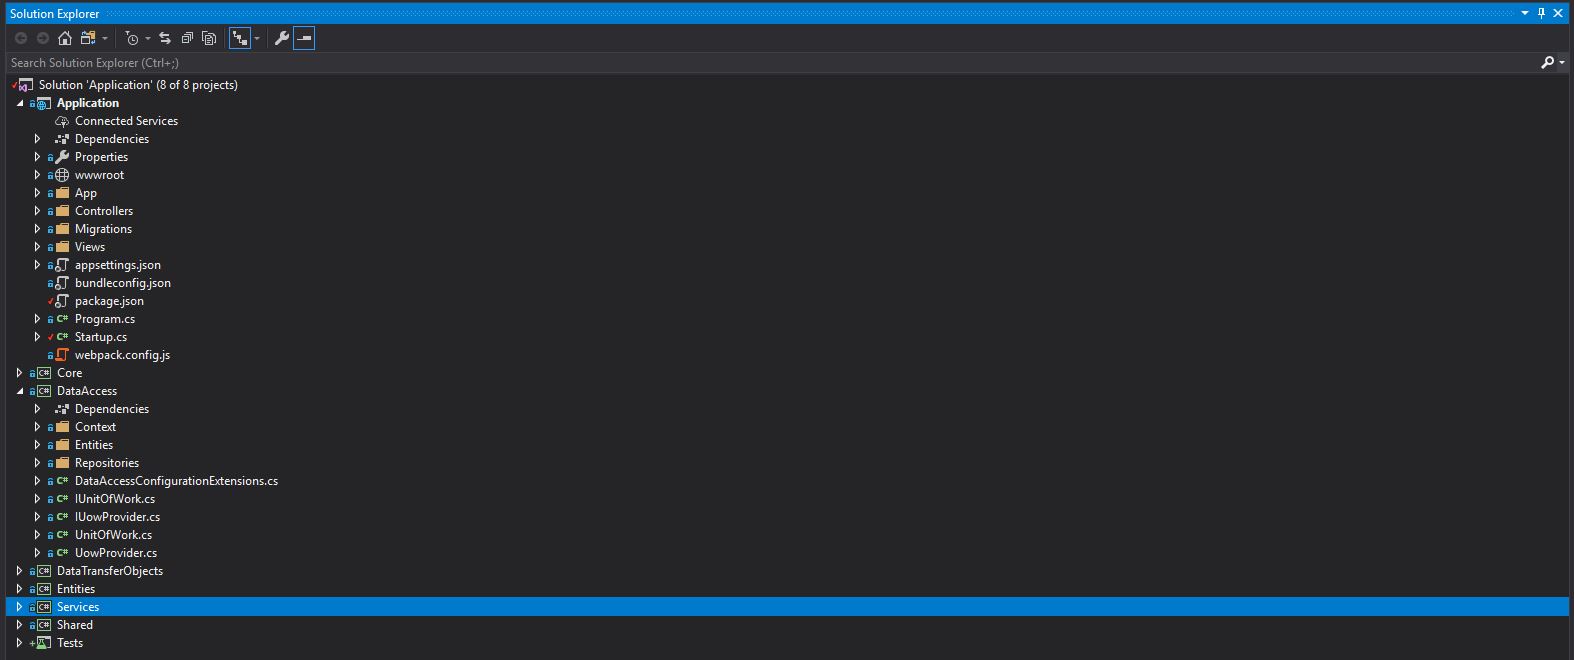 Solution Explorer
Search Solution Explorer (Ctrl+;)
Solution 'Application' (8 of 8 projects)
Application
Connected Services
Dependencies
Properties
wwwroot
App
Controllers
Migrations
Views
appsettings.json
bundleconfig.json
package.json
C# Program.cs
C# Startup.cs
webpack.config.js
C# Core
C# DataAccess
Dependencies
Context
Entities
Repositories
C# DataAccessConfigurationExtensions.cs
C# IUnitOfWork.cs
C# IUowProvider.cs
C# UnitOfWork.cs
C# UowProvider.cs
C# DataTransferObjects
C# Entities
C# Services
C# Shared
Tests